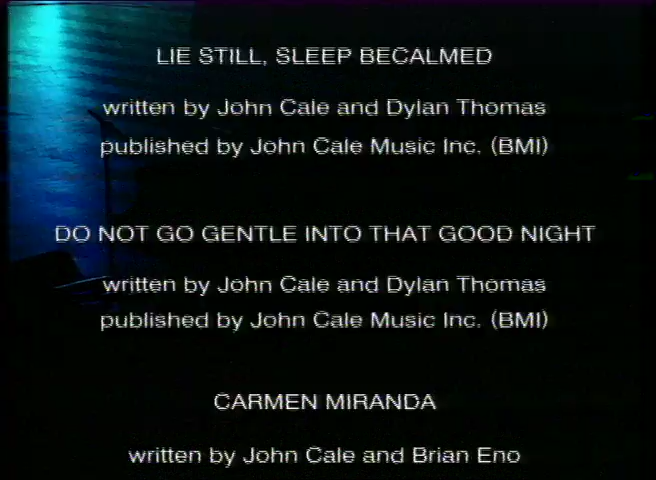 LIE STILL, SLEEP BECALMED
written by John Cale and Dylan Thomas
published by John Cale Music Inc. (BMI)
DO NOT GO GENTLE INTO THAT GOOD NIGHT
written by John Cale and Dylan Thomas
published by John Cale Music Inc. (BMI)
CARMEN MIRANDA
written by John Cale and Brian Eno